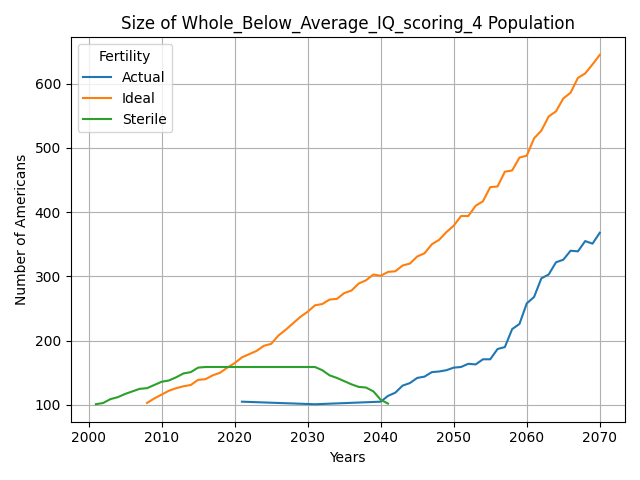 Size of Whole_Below_Average_IQ_scoring_4 Population
Fertility
Actual
Ideal
Sterile
Number of Americans
600
500
400
300
200
100
2000 2010 2020 2030 2040 2050 2060 2070
Years